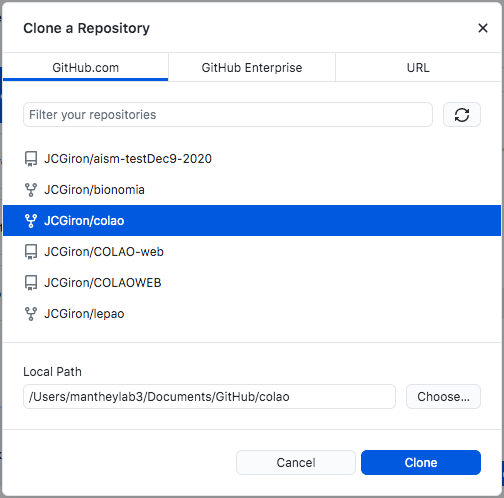 Clone a Repository
GitHub.com GitHub Enterprise URL
Filter your repositories
JCGiron/aism-testDec9-2020
JCGiron/bionomia
JCGiron/colao
JCGiron/COLAO-web
JCGiron/COLAOWEB
JCGiron/lepao
Local Path
/Users/mantheylab3/Documents/GitHub/colao Choose...
Cancel Clone